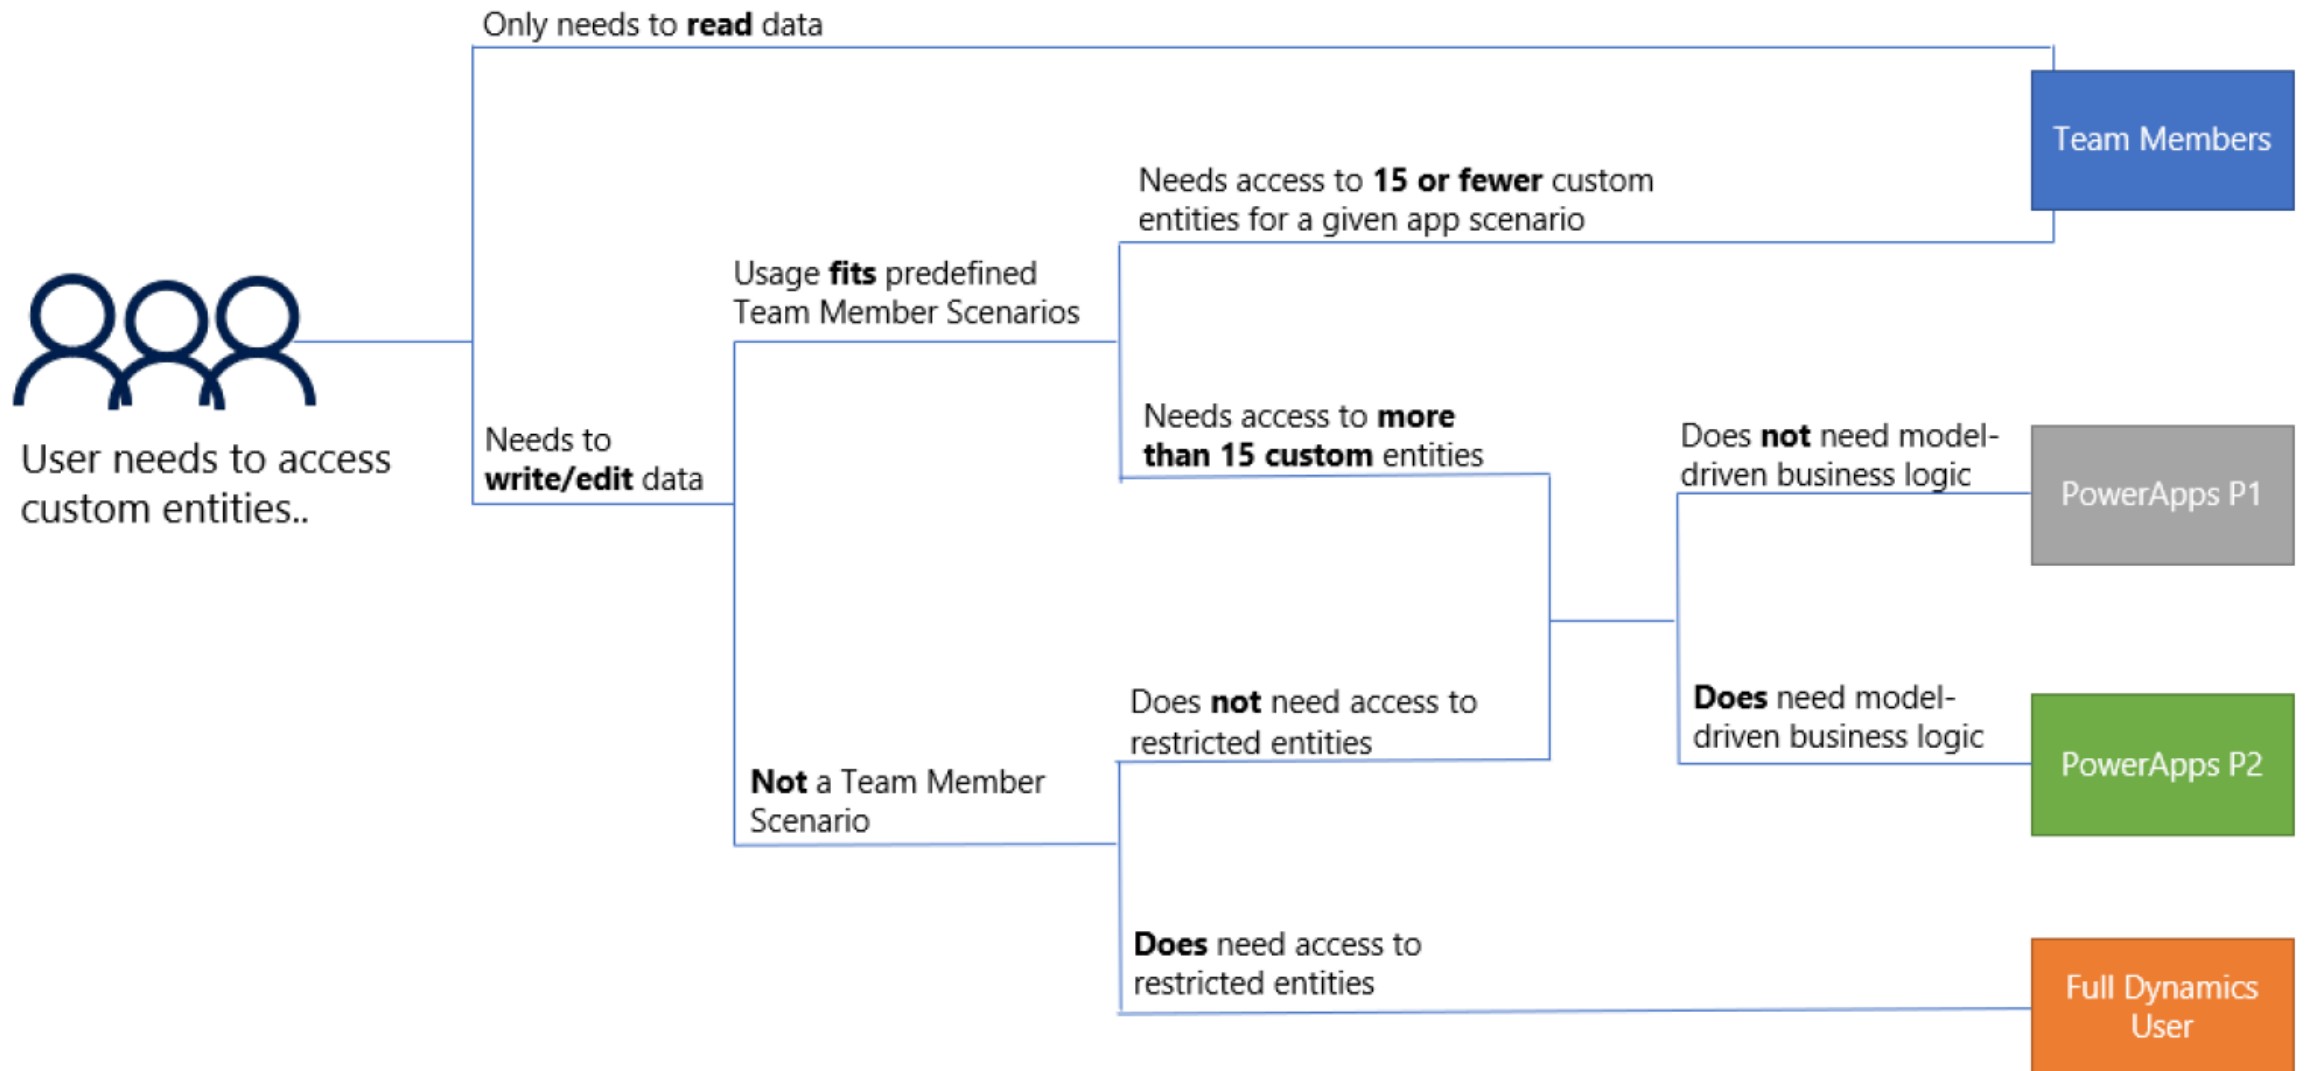 Only needs to read data
Team Members
Needs access to 15 or fewer custom
entities for a given app scenario
Usage fits predefined
Team Member Scenarios
User needs to access
custom entities..
Needs to
write/edit data
Needs access to more
than 15 custom entities
Does not need model-
driven business logic
PowerApps P1
Does not need access to
restricted entities
Does need model-
driven business logic
PowerApps P2
Not a Team Member
Scenario
Does need access to
restricted entities
Full Dynamics
User